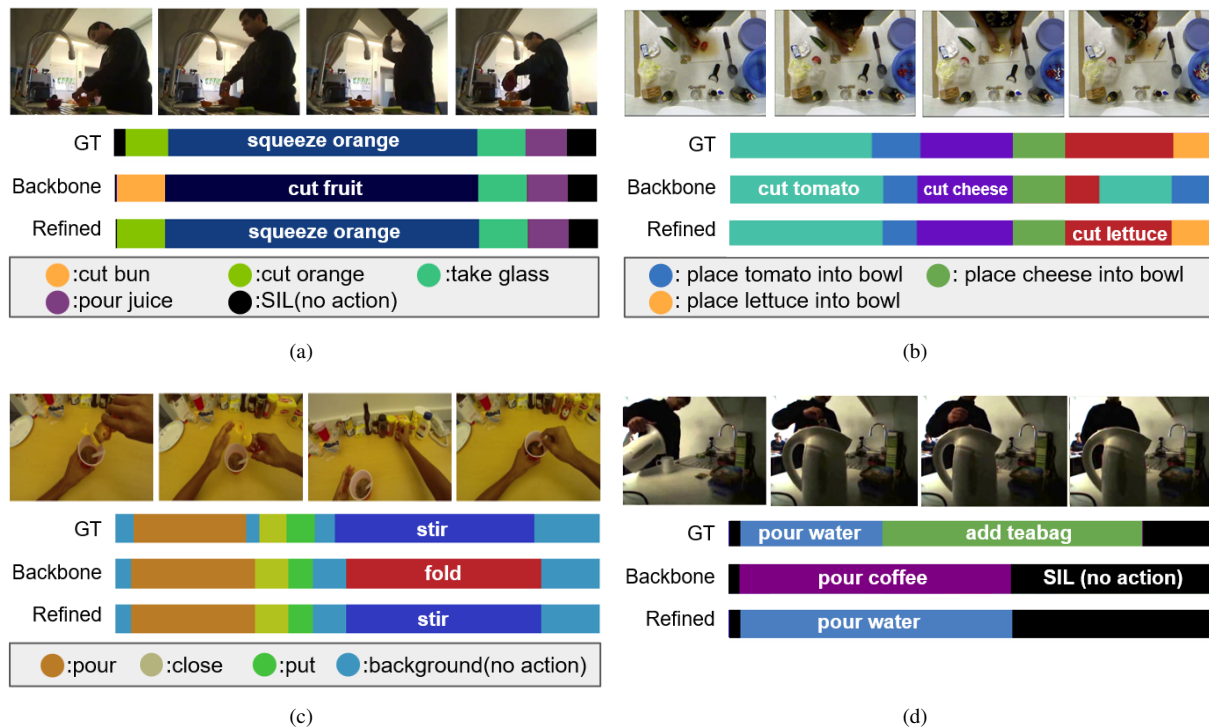 GT
squeeze orange
Backbone
cut fruit
Refined
squeeze orange
:cut bun :cut orange :take glass
:pour juice :SIL(no action)
(a)
GT
Backbone
cut tomato cut cheese
Refined
cut lettuce
: place tomato into bowl : place cheese into bowl
: place lettuce into bowl
(b)
GT
stir
Backbone
fold
Refined
stir
:pour :close :put :background(no action)
(c)
GT
pour water add teabag
Backbone
pour coffee SIL (no action)
Refined
pour water
(d)